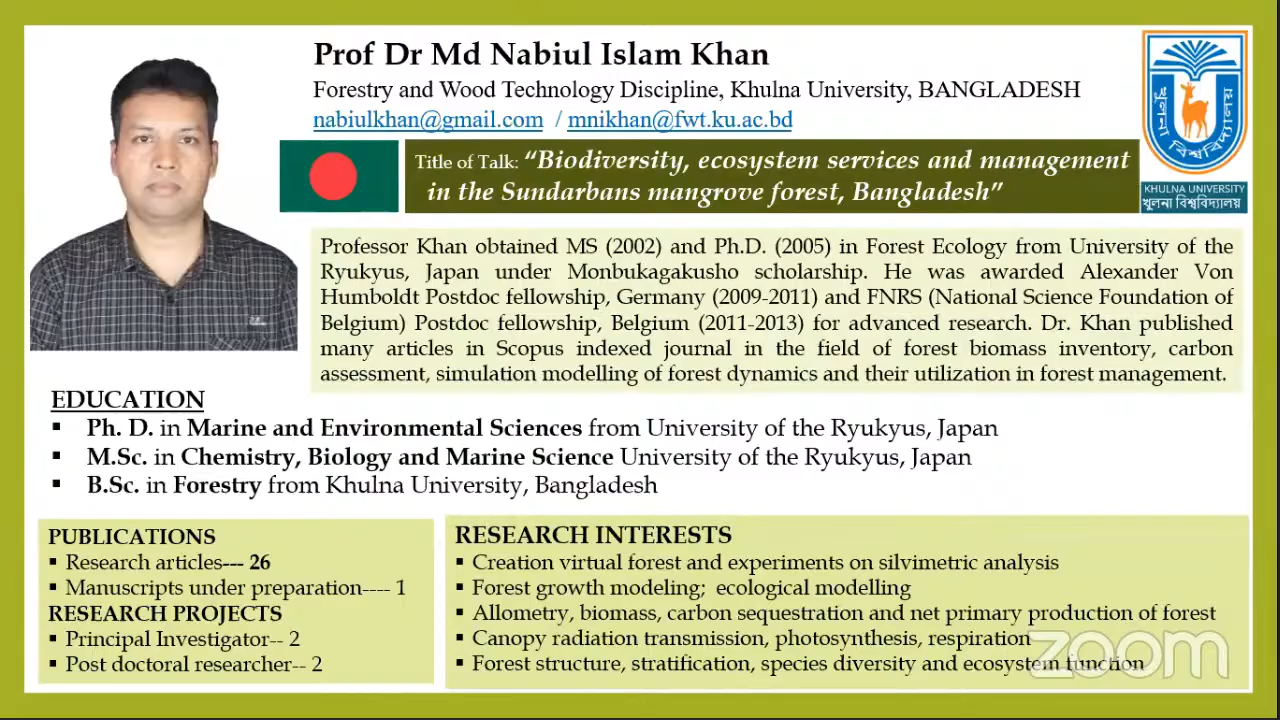 Prof Dr Md Nabiul Islam Khan
Forestry and Wood Technology Discipline, Khulna University, BANGLADESH
nabiulkhan@gmail.com / mnikhan@fwt.ku.ac.bd
খুলনা বিশ্ববিদ্যালয়
KHULNA UNIVERSITY
খুলনা বিশ্ববিদ্যালয়
Title of Talk: “Biodiversity, ecosystem services and management
in the Sundarbans mangrove forest, Bangladesh”
Professor Khan obtained MS (2002) and Ph.D. (2005) in Forest Ecology from University of the
Ryukyus, Japan under Monbukagakusho scholarship. He was awarded Alexander Von
Humboldt Postdoc fellowship, Germany (2009-2011) and FNRS (National Science Foundation of
Belgium) Postdoc fellowship, Belgium (2011-2013) for advanced research. Dr. Khan published
many articles in Scopus indexed journal in the field of forest biomass inventory, carbon
assessment, simulation modelling of forest dynamics and their utilization in forest management.
EDUCATION
▪ Ph. D. in Marine and Environmental Sciences from University of the Ryukyus, Japan
▪ M.Sc. in Chemistry, Biology and Marine Science University of the Ryukyus, Japan
▪ B.Sc. in Forestry from Khulna University, Bangladesh
PUBLICATIONS
▪ Research articles--- 26
▪ Manuscripts under preparation---- 1
RESEARCH PROJECTS
▪ Principal Investigator-- 2
▪ Post doctoral researcher-- 2
RESEARCH INTERESTS
▪ Creation virtual forest and experiments on silvimetric analysis
▪ Forest growth modeling; ecological modelling
▪ Allometry, biomass, carbon sequestration and net primary production of forest
▪ Canopy radiation transmission, photosynthesis, respiration
▪ Forest structure, stratification, species diversity and ecosystem function
zoom